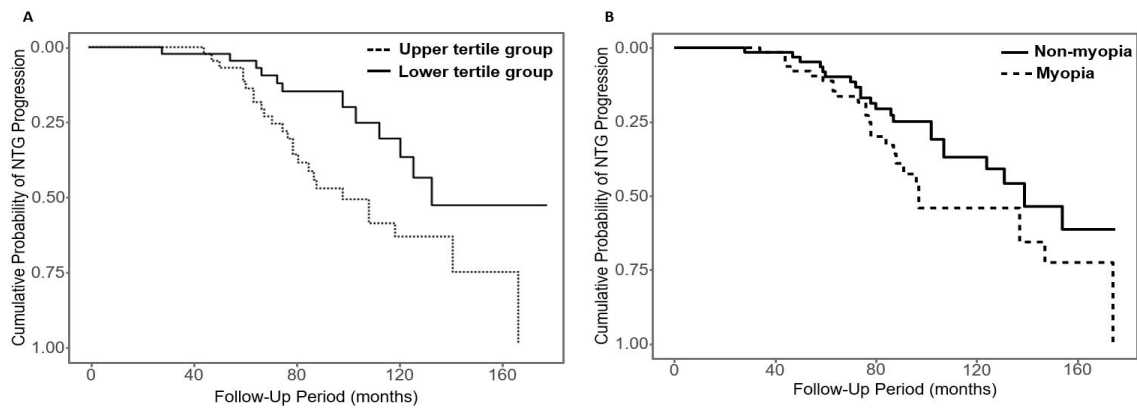 A
Cumulative Probability of NTG Progression
0.00
0.25
0.50
0.75
1.00
Upper tertile group
Lower tertile group
0
40
80
120
160
Follow-Up Period (months)
B
Cumulative Probability of NTG Progression
0.00
0.25
0.50
0.75
1.00
Non-myopia
Myopia
0
40
80
120
160
Follow-Up Period (months)